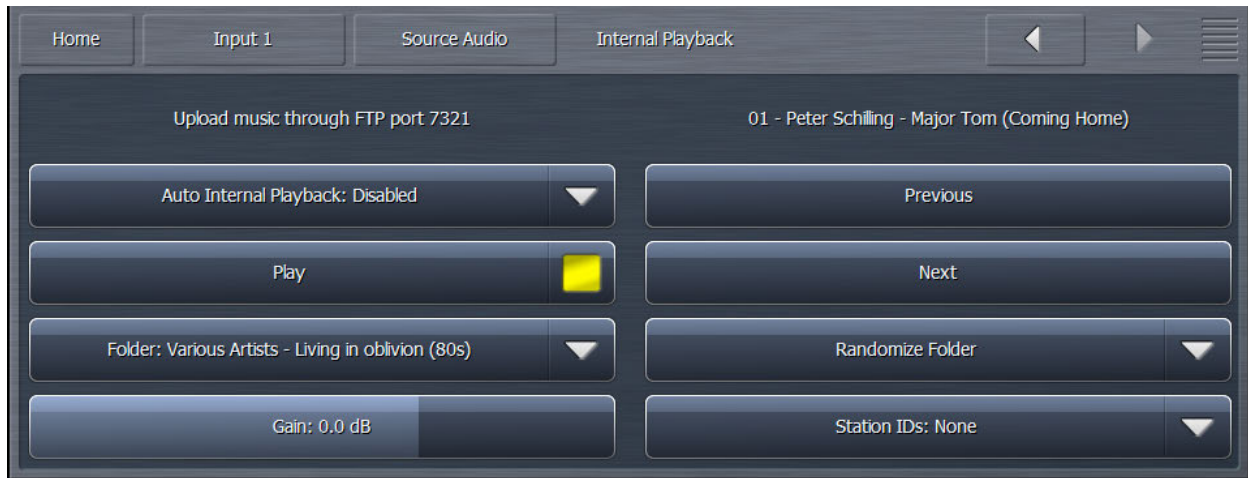 Home
Input 1
Source Audio
Internal Playback
Upload music through FTP port 7321
01 - Peter Schilling - Major Tom (Coming Home)
Auto Internal Playback: Disabled
Previous
Play
Next
Folder: Various Artists - Living in oblivion (80s)
Randomize Folder
Gain: 0.0 dB
Station IDs: None